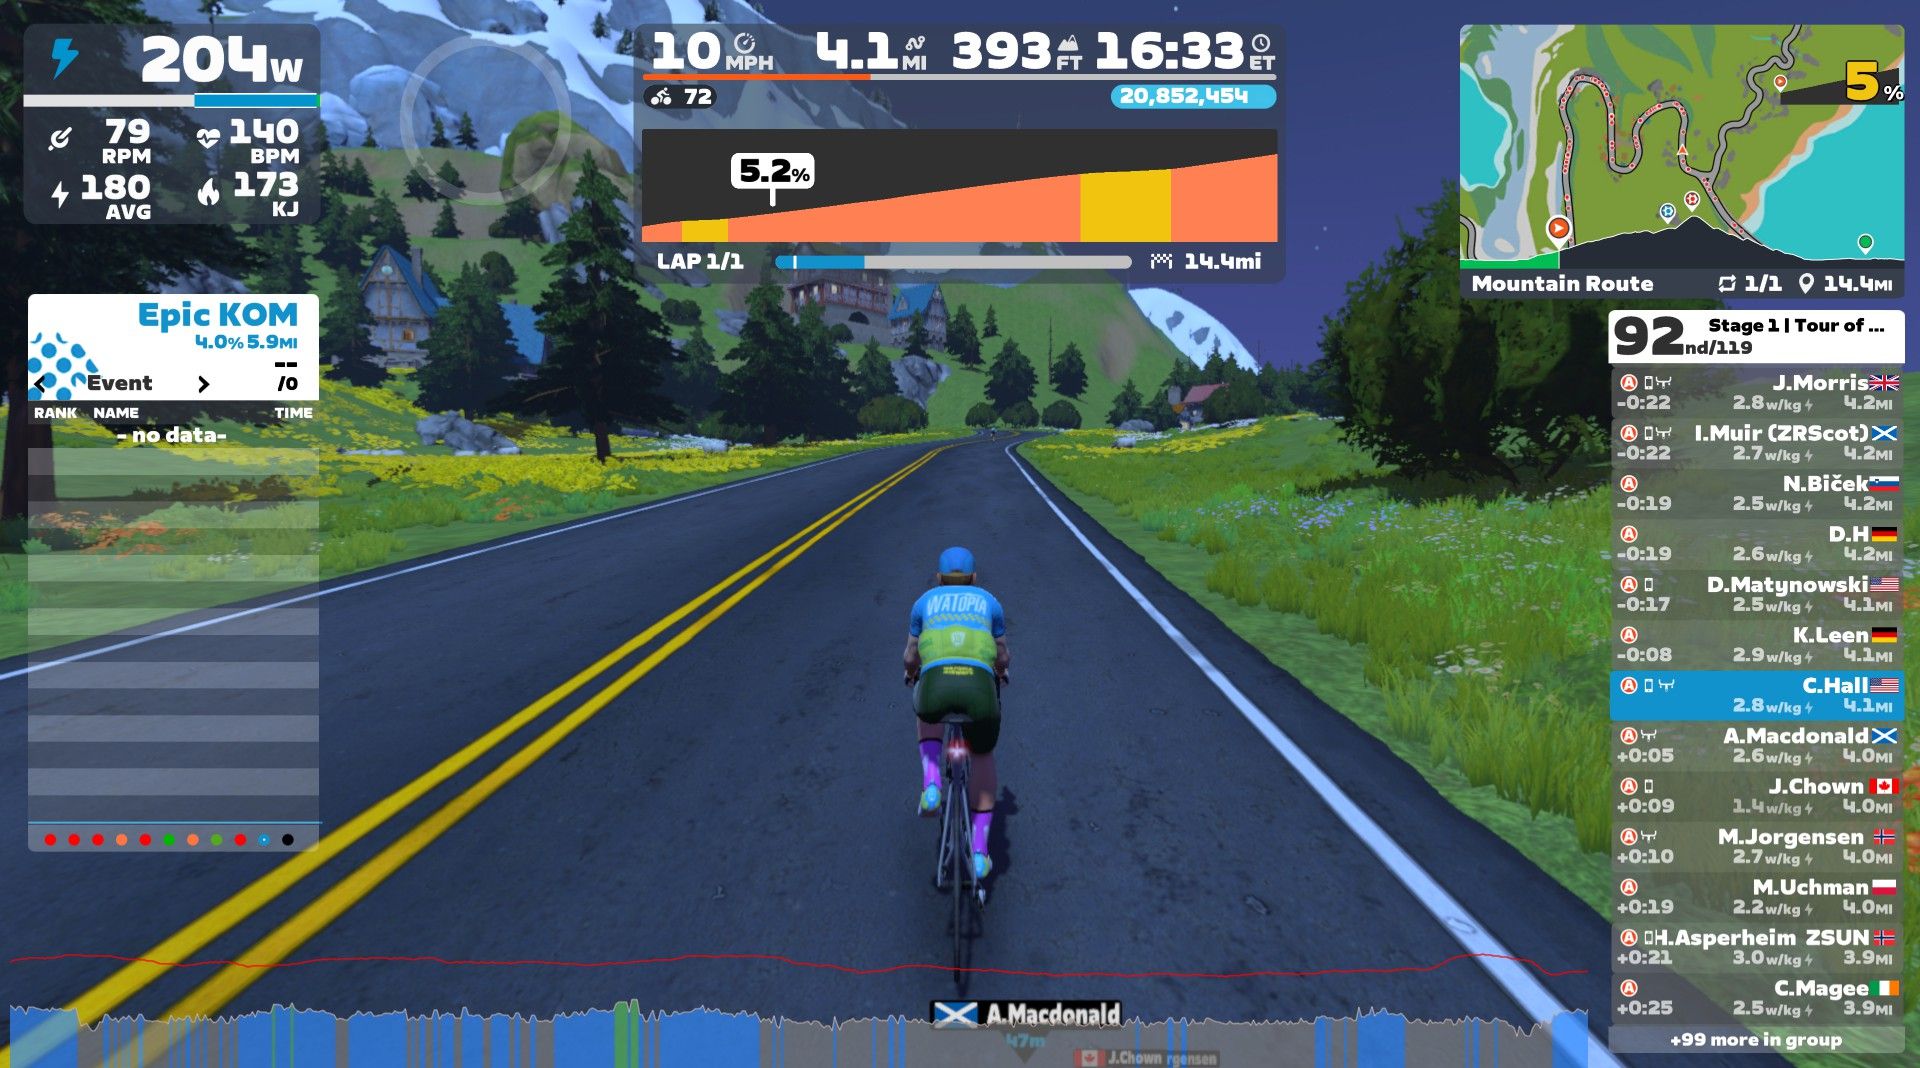 204w
79 RPM
140 BPM
180 AVG
173 KJ
10 MPH 4.1 MI 393 FT 16:33 ET
72
20,852,454
5.2%
LAP 1/1
14.4mi
5%
Mountain Route 1/1 14.4MI
Epic KOM
4.0% 5.9MI
--
Event
/0
RANK NAME TIME
- no data-
92nd/119
Stage 1 | Tour of ...
A J.Morris
-0:22 2.8w/kg 4.2MI
A I.Muir (ZRScot)
-0:22 2.7w/kg 4.2MI
A N.Biček
-0:19 2.5w/kg 4.2MI
A D.H
-0:19 2.6w/kg 4.2MI
A D.Matynowski
-0:17 2.5w/kg 4.1MI
A K.Leen
-0:08 2.9w/kg 4.1MI
A C.Hall
2.8w/kg 4.1MI
A A.Macdonald
+0:05 2.6w/kg 4.0MI
A J.Chown
+0:09 1.4w/kg 4.0MI
A M.Jorgensen
+0:10 2.7w/kg 4.0MI
A M.Uchman
+0:19 2.2w/kg 4.0MI
A H.Asperheim ZSUN
+0:21 3.0w/kg 3.9MI
A C.Magee
+0:25 2.5w/kg 3.9MI
+99 more in group
WATOPIA
A.Macdonald
47m
J.Chown rgensen